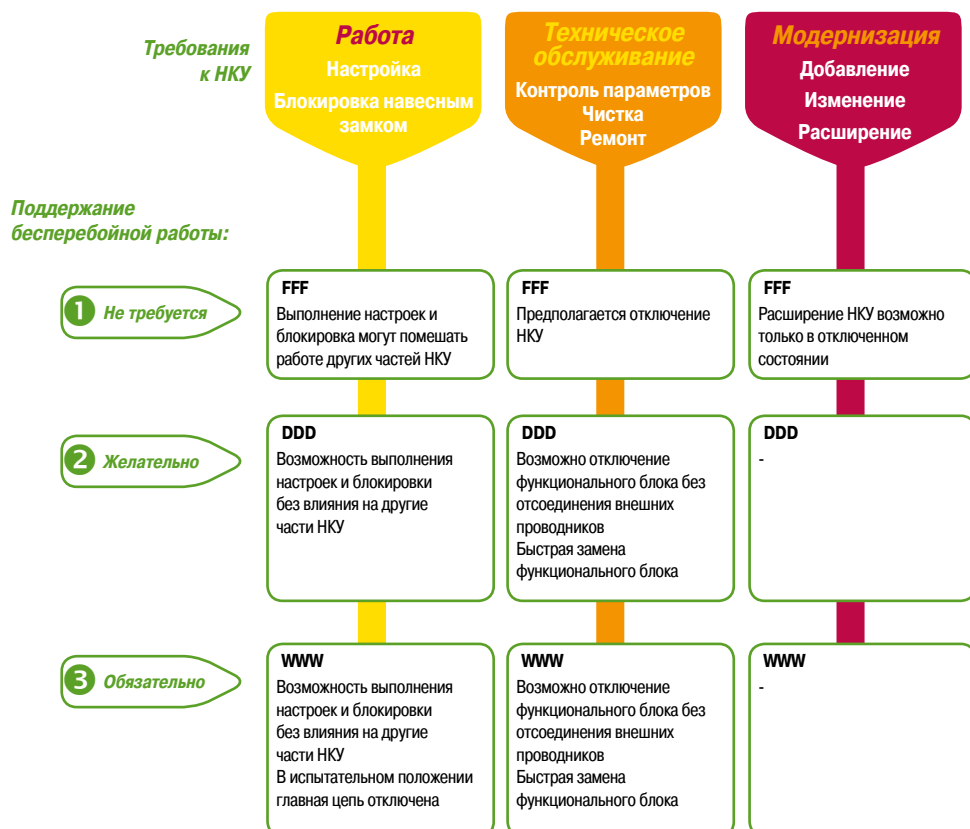 Требования
к НКУ
Работа
Настройка
Блокировка навесным
замком
Техническое
обслуживание
Контроль параметров
Чистка
Ремонт
Модернизация
Добавление
Изменение
Расширение
Поддержание
бесперебойной работы:
1 Не требуется
FFF
Выполнение настроек и
блокировка могут помешать
работе других частей НКУ
FFF
Предполагается отключение
НКУ
FFF
Расширение НКУ возможно
только в отключенном
состоянии
2 Желательно
DDD
Возможность выполнения
настроек и блокировки
без влияния на другие
части НКУ
DDD
Возможно отключение
функционального блока без
отсоединения внешних
проводников
Быстрая замена
функционального блока
DDD
-
3 Обязательно
WWW
Возможность выполнения
настроек и блокировки
без влияния на другие
части НКУ
В испытательном положении
главная цепь отключена
WWW
Возможно отключение
функционального блока без
отсоединения внешних
проводников
Быстрая замена
функционального блока
WWW
-